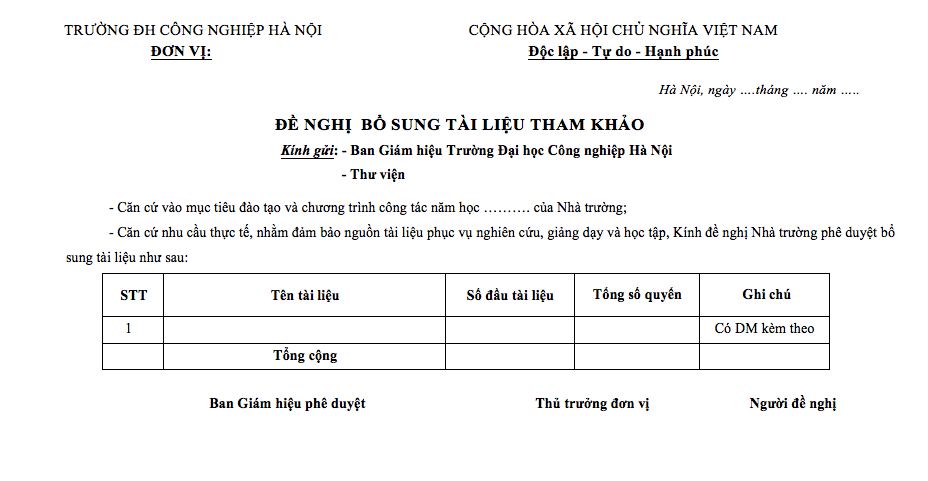 TRƯỜNG ĐH CÔNG NGHIỆP HÀ NỘI
ĐƠN VỊ:
CỘNG HÒA XÃ HỘI CHỦ NGHĨA VIỆT NAM
Độc lập - Tự do - Hạnh phúc
Hà Nội, ngày ….tháng …. năm …..
ĐỀ NGHỊ BỔ SUNG TÀI LIỆU THAM KHẢO
Kính gửi: - Ban Giám hiệu Trường Đại học Công nghiệp Hà Nội
- Thư viện
- Căn cứ vào mục tiêu đào tạo và chương trình công tác năm học ………. của Nhà trường;
- Căn cứ nhu cầu thực tế, nhằm đảm bảo nguồn tài liệu phục vụ nghiên cứu, giảng dạy và học tập, Kính đề nghị Nhà trường phê duyệt bổ
sung tài liệu như sau:
STT Tên tài liệu Số đầu tài liệu Tổng số quyển Ghi chú
1 Có DM kèm theo
Tổng cộng
Ban Giám hiệu phê duyệt Thủ trưởng đơn vị Người đề nghị